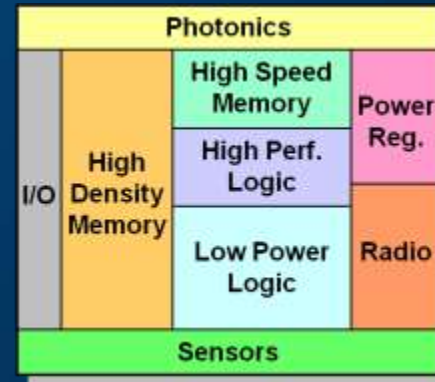 Photonics
I/O
High
Density
Memory
High Speed
Memory
High Perf.
Logic
Low Power
Logic
Power
Reg.
Radio
Sensors